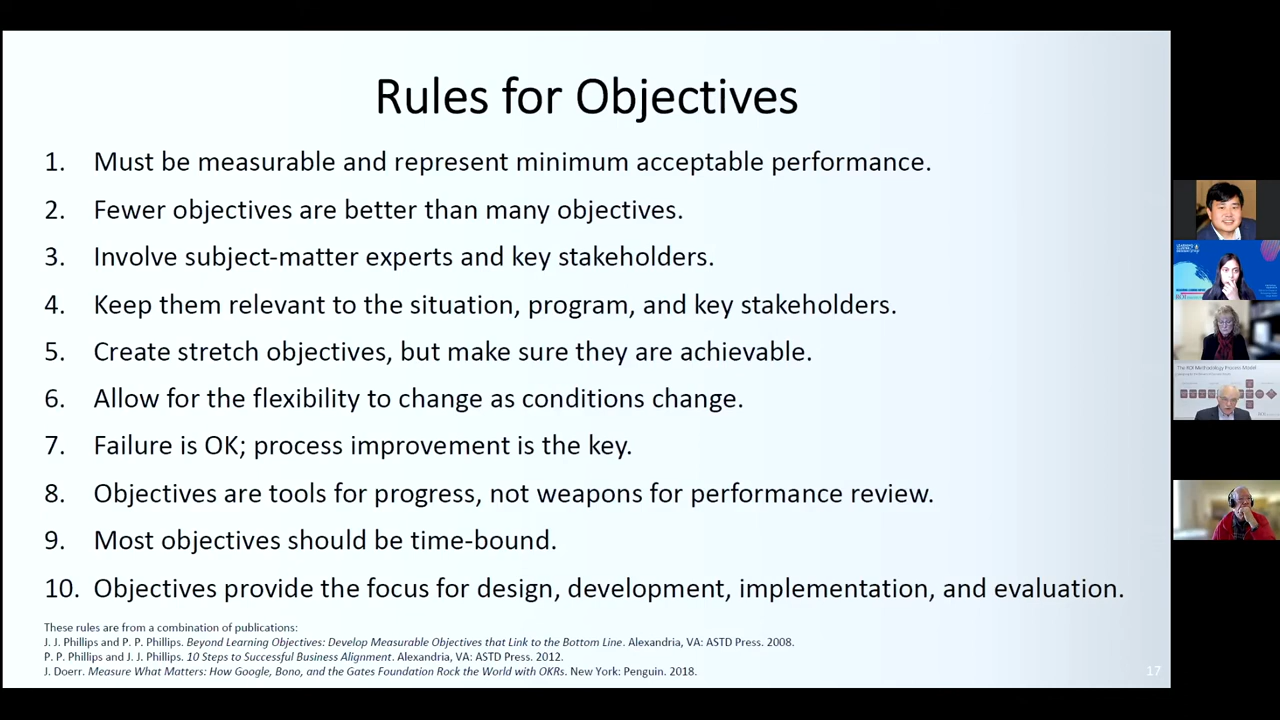 Rules for Objectives
1. Must be measurable and represent minimum acceptable performance.
2. Fewer objectives are better than many objectives.
3. Involve subject-matter experts and key stakeholders.
4. Keep them relevant to the situation, program, and key stakeholders.
5. Create stretch objectives, but make sure they are achievable.
6. Allow for the flexibility to change as conditions change.
7. Failure is OK; process improvement is the key.
8. Objectives are tools for progress, not weapons for performance review.
9. Most objectives should be time-bound.
10. Objectives provide the focus for design, development, implementation, and evaluation.
These rules are from a combination of publications:
J. J. Phillips and P. P. Phillips. Beyond Learning Objectives: Develop Measurable Objectives that Link to the Bottom Line. Alexandria, VA: ASTD Press. 2008.
P. P. Phillips and J. J. Phillips. 10 Steps to Successful Business Alignment. Alexandria, VA: ASTD Press. 2012.
J. Doerr. Measure What Matters: How Google, Bono, and the Gates Foundation Rock the World with OKRs. New York: Penguin. 2018.
17
The ROI Methodology Process Model